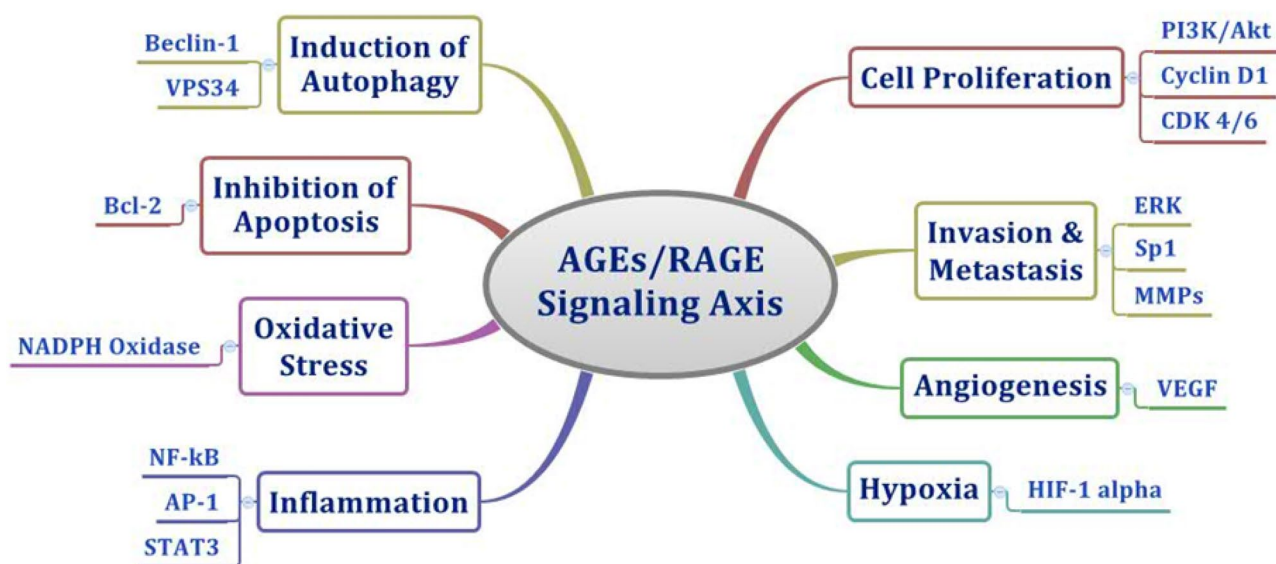 Beclin-1
VPS34
Induction of
Autophagy
Bcl-2
Inhibition of
Apoptosis
NADPH Oxidase
Oxidative
Stress
NF-kB
AP-1
STAT3
Inflammation
AGEs/RAGE
Signaling Axis
Cell Proliferation
PI3K/Akt
Cyclin D1
CDK 4/6
Invasion &
Metastasis
ERK
Sp1
MMPs
Angiogenesis
VEGF
Hypoxia
HIF-1 alpha